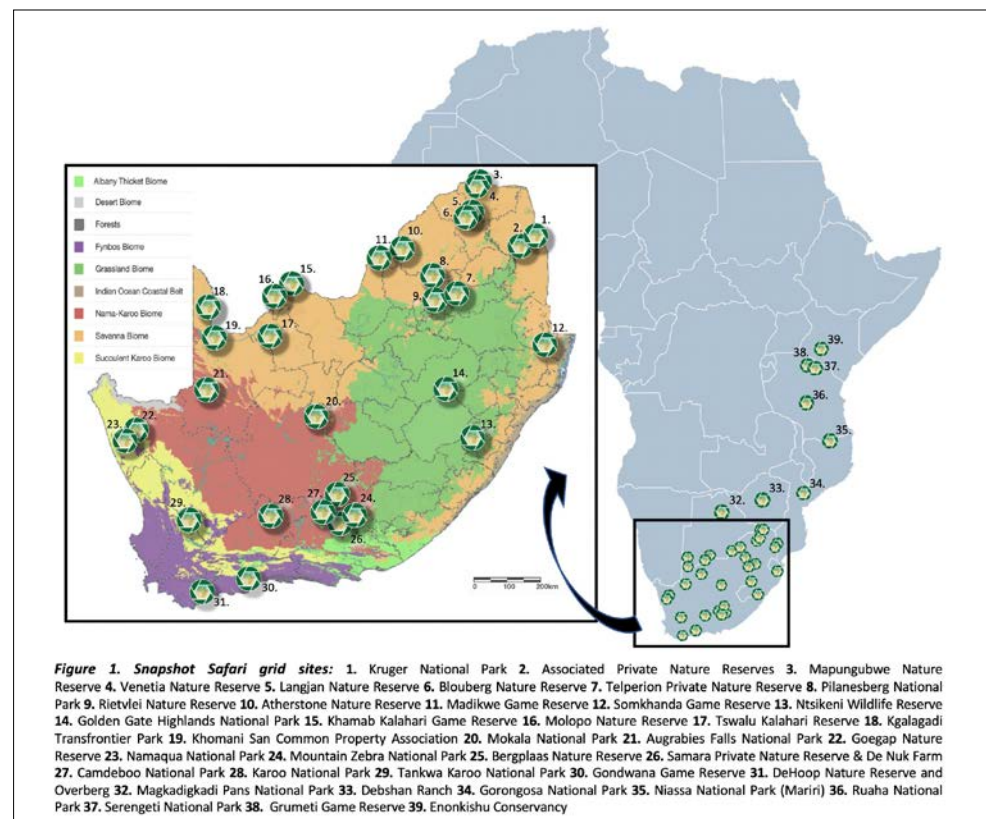 Albany Thicket Biome
Desert Biome
Forests
Fynbos Biome
Grassland Biome
Indian Ocean Coastal Belt
Nama-Karoo Biome
Savanna Biome
Succulent Karoo Biome
3.
4.
5.
6.
1.
2.
10.
11.
8.
7.
9.
15.
16.
18.
17.
19.
12.
14.
21.
20.
13.
22.
23.
25.
24.
27.
26.
28.
29.
30.
31.
0 100 200km
39.
38.
37.
36.
35.
34.
33.
32.
Figure 1. Snapshot Safari grid sites: 1. Kruger National Park 2. Associated Private Nature Reserves 3. Mapungubwe Nature
Reserve 4. Venetia Nature Reserve 5. Langjan Nature Reserve 6. Blouberg Nature Reserve 7. Telperion Private Nature Reserve 8. Pilanesberg National
Park 9. Rietvlei Nature Reserve 10. Atherstone Nature Reserve 11. Madikwe Game Reserve 12. Somkhanda Game Reserve 13. Ntsikeni Wildlife Reserve
14. Golden Gate Highlands National Park 15. Khamab Kalahari Game Reserve 16. Molopo Nature Reserve 17. Tswalu Kalahari Reserve 18. Kgalagadi
Transfrontier Park 19. Khomani San Common Property Association 20. Mokala National Park 21. Augrabies Falls National Park 22. Goegap Nature
Reserve 23. Namaqua National Park 24. Mountain Zebra National Park 25. Bergplaas Nature Reserve 26. Samara Private Nature Reserve & De Nuk Farm
27. Camdeboo National Park 28. Karoo National Park 29. Tankwa Karoo National Park 30. Gondwana Game Reserve 31. DeHoop Nature Reserve and
Overberg 32. Magkadigkadi Pans National Park 33. Debshan Ranch 34. Gorongosa National Park 35. Niassa National Park (Mariri) 36. Ruaha National
Park 37. Serengeti National Park 38. Grumeti Game Reserve 39. Enonkishu Conservancy